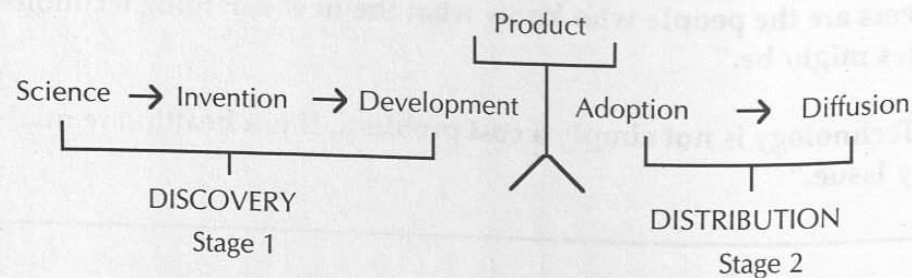 Product
Science → Invention → Development Adoption → Diffusion
DISCOVERY
Stage 1
DISTRIBUTION
Stage 2